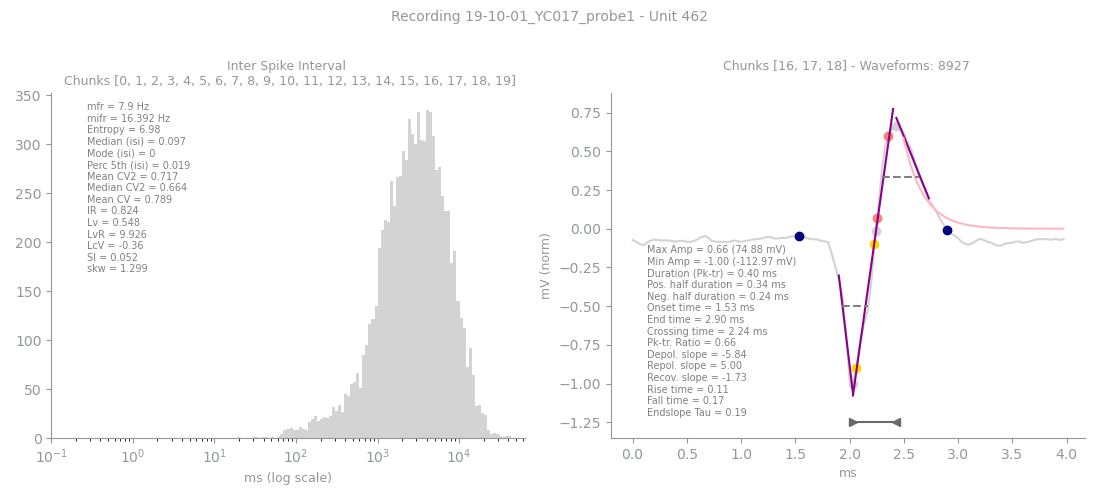 Recording 19-10-01_YC017_probe1 - Unit 462
Inter Spike Interval
Chunks [0, 1, 2, 3, 4, 5, 6, 7, 8, 9, 10, 11, 12, 13, 14, 15, 16, 17, 18, 19]
350
300
250
200
150
100
50
0
mfr = 7.9 Hz
mifr = 16.392 Hz
Entropy = 6.98
Median (isi) = 0.097
Mode (isi) = 0
Perc 5th (isi) = 0.019
Mean CV2 = 0.717
Median CV2 = 0.664
Mean CV = 0.789
IR = 0.824
Lv = 0.548
LvR = 9.926
LcV = -0.36
SI = 0.052
skw = 1.299
10⁻¹ 10⁰ 10¹ 10² 10³ 10⁴
ms (log scale)
Chunks [16, 17, 18] - Waveforms: 8927
mV (norm)
0.75
0.50
0.25
0.00
−0.25
−0.50
−0.75
−1.00
−1.25
Max Amp = 0.66 (74.88 mV)
Min Amp = -1.00 (-112.97 mV)
Duration (Pk-tr) = 0.40 ms
Pos. half duration = 0.34 ms
Neg. half duration = 0.24 ms
Onset time = 1.53 ms
End time = 2.90 ms
Crossing time = 2.24 ms
Pk-tr. Ratio = 0.66
Depol. slope = -5.84
Repol. slope = 5.00
Recov. slope = -1.73
Rise time = 0.11
Fall time = 0.17
Endslope Tau = 0.19
0.0 0.5 1.0 1.5 2.0 2.5 3.0 3.5 4.0
ms